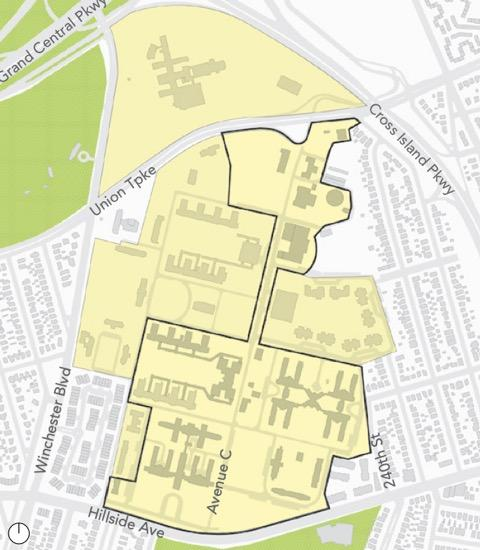 Grand Central Pkwy
Cross Island Pkwy
Union Tpke
Winchester Blvd
Avenue C
240th St
Hillside Ave